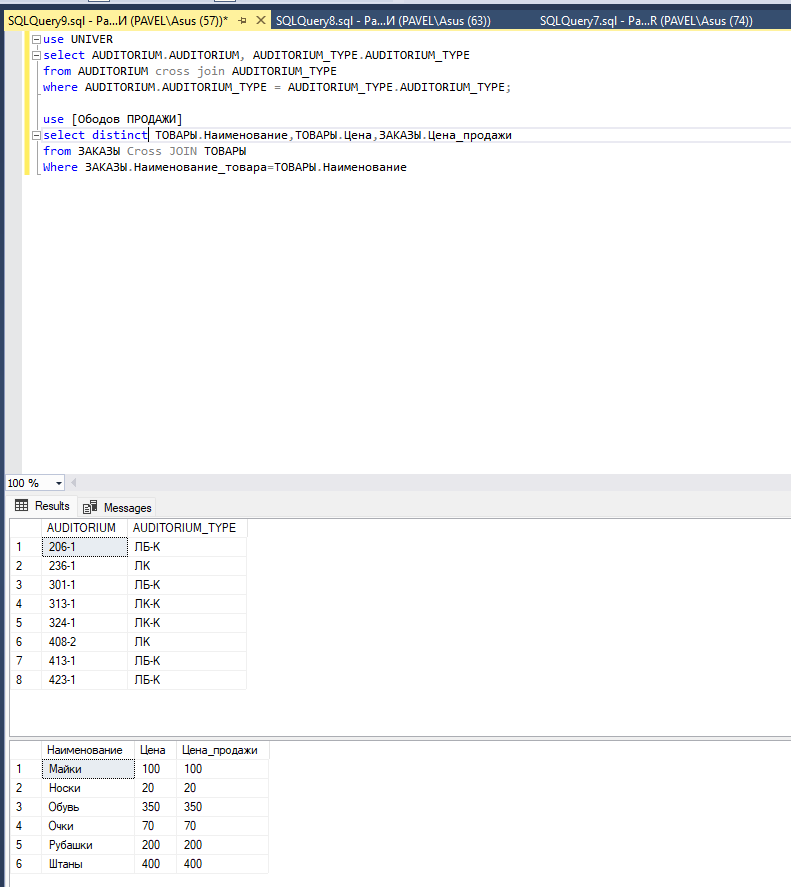 SQLQuery9.sql - Pa...И (PAVEL\Asus (57))* SQLQuery8.sql - Pa...И (PAVEL\Asus (63)) SQLQuery7.sql - Pa...R (PAVEL\Asus (74))
use UNIVER
select AUDITORIUM.AUDITORIUM, AUDITORIUM_TYPE.AUDITORIUM_TYPE
from AUDITORIUM cross join AUDITORIUM_TYPE
where AUDITORIUM.AUDITORIUM_TYPE = AUDITORIUM_TYPE.AUDITORIUM_TYPE;
use [Ободов ПРОДАЖИ]
select distinct ТОВАРЫ.Наименование,ТОВАРЫ.Цена,ЗАКАЗЫ.Цена_продажи
from ЗАКАЗЫ Cross JOIN ТОВАРЫ
Where ЗАКАЗЫ.Наименование_товара=ТОВАРЫ.Наименование
100 %
Results Messages
AUDITORIUM AUDITORIUM_TYPE
1 206-1 ЛБ-К
2 236-1 ЛК
3 301-1 ЛБ-К
4 313-1 ЛК-К
5 324-1 ЛК-К
6 408-2 ЛК
7 413-1 ЛБ-К
8 423-1 ЛБ-К
Наименование Цена Цена_продажи
1 Майки 100 100
2 Носки 20 20
3 Обувь 350 350
4 Очки 70 70
5 Рубашки 200 200
6 Штаны 400 400